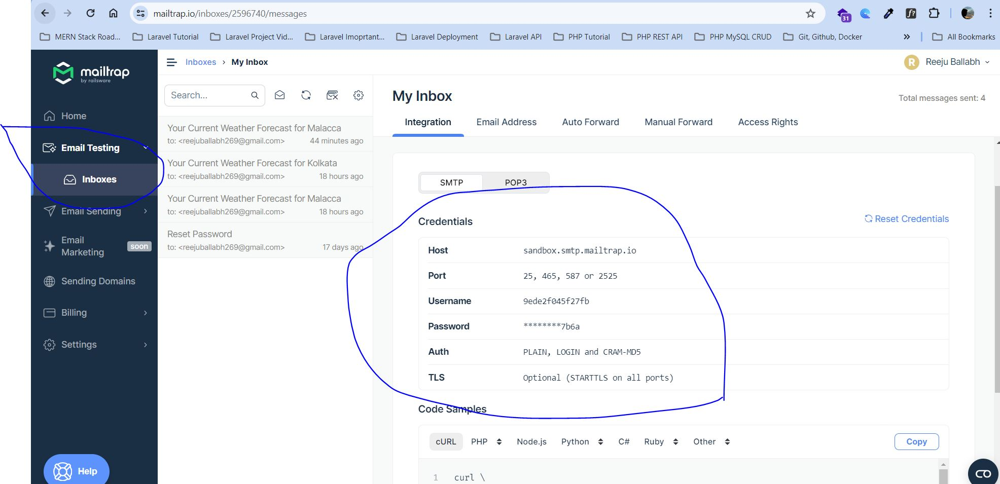 mailtrap.io/inboxes/2596740/messages
31
f?
MERN Stack Road...
Laravel Tutorial
Laravel Project Vid...
Laravel Imoprtant...
Laravel Deployment
Laravel API
PHP Tutorial
PHP REST API
PHP MySQL CRUD
Git, Github, Docker
»
All Bookmarks
mailtrap
by railsware
Home
Email Testing
Inboxes
Email Sending
Email
Marketing
soon
Sending Domains
Billing
Settings
Help
Inboxes › My Inbox
R
Reeju Ballabh
Search...
Your Current Weather Forecast for Malacca
to: <reejuballabh269@gmail.com> 44 minutes ago
Your Current Weather Forecast for Kolkata
to: <reejuballabh269@gmail.com> 18 hours ago
Your Current Weather Forecast for Malacca
to: <reejuballabh269@gmail.com> 18 hours ago
Reset Password
to: <reejuballabh269@gmail.com> 17 days ago
My Inbox
Total messages sent: 4
Integration
Email Address
Auto Forward
Manual Forward
Access Rights
SMTP
POP3
Credentials
Reset Credentials
Host sandbox.smtp.mailtrap.io
Port 25, 465, 587 or 2525
Username 9ede2f045f27fb
Password ********7b6a
Auth PLAIN, LOGIN and CRAM-MD5
TLS Optional (STARTTLS on all ports)
Code Samples
cURL
PHP
Node.js
Python
C#
Ruby
Other
Copy
1 curl \